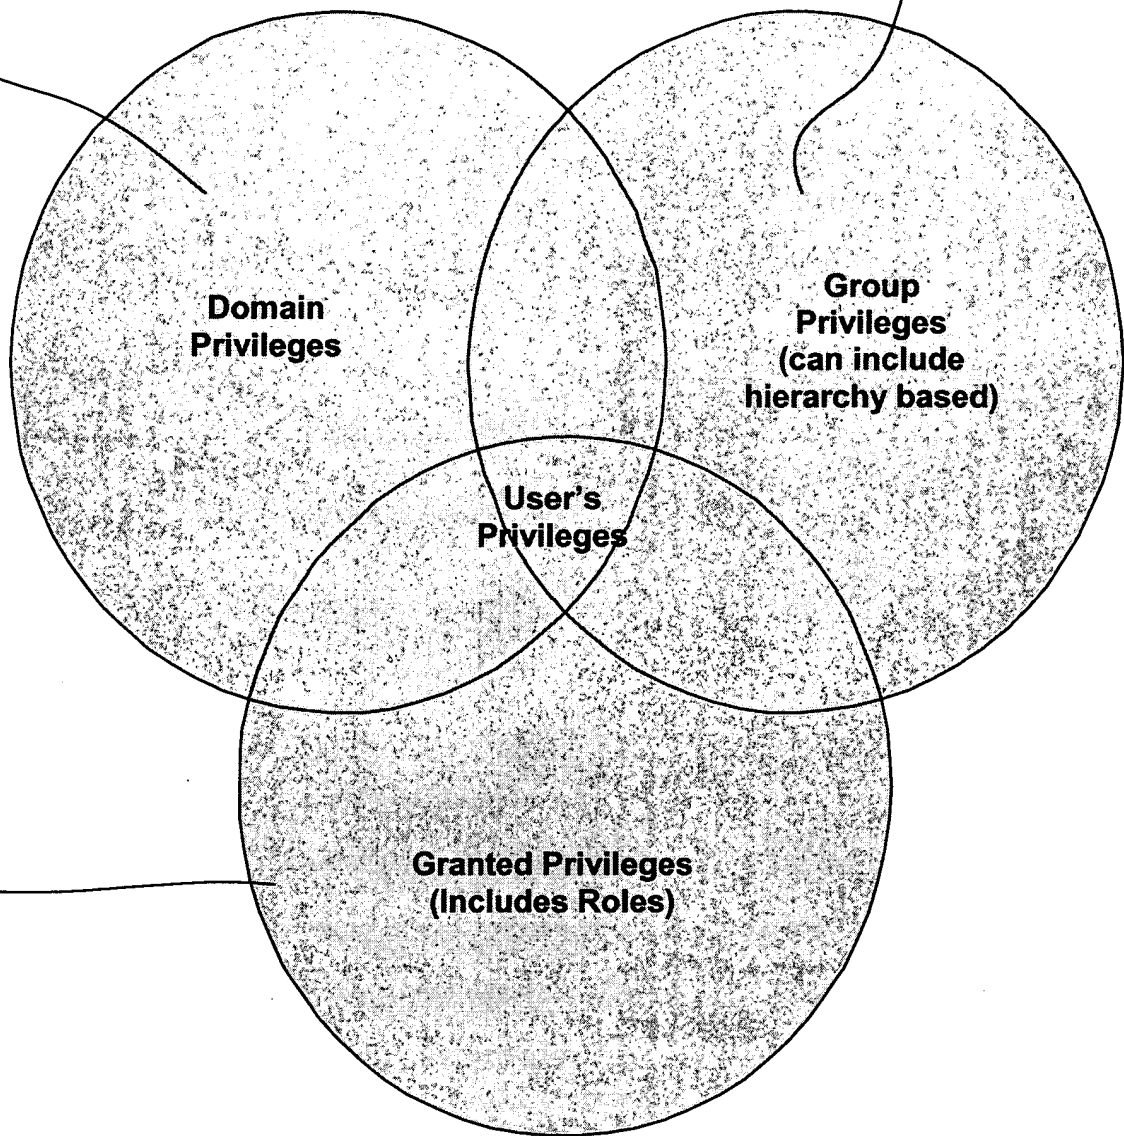 Domain
Privileges
Group
Privileges
(can include
hierarchy based)
User's
Privileges
Granted Privileges
(Includes Roles)